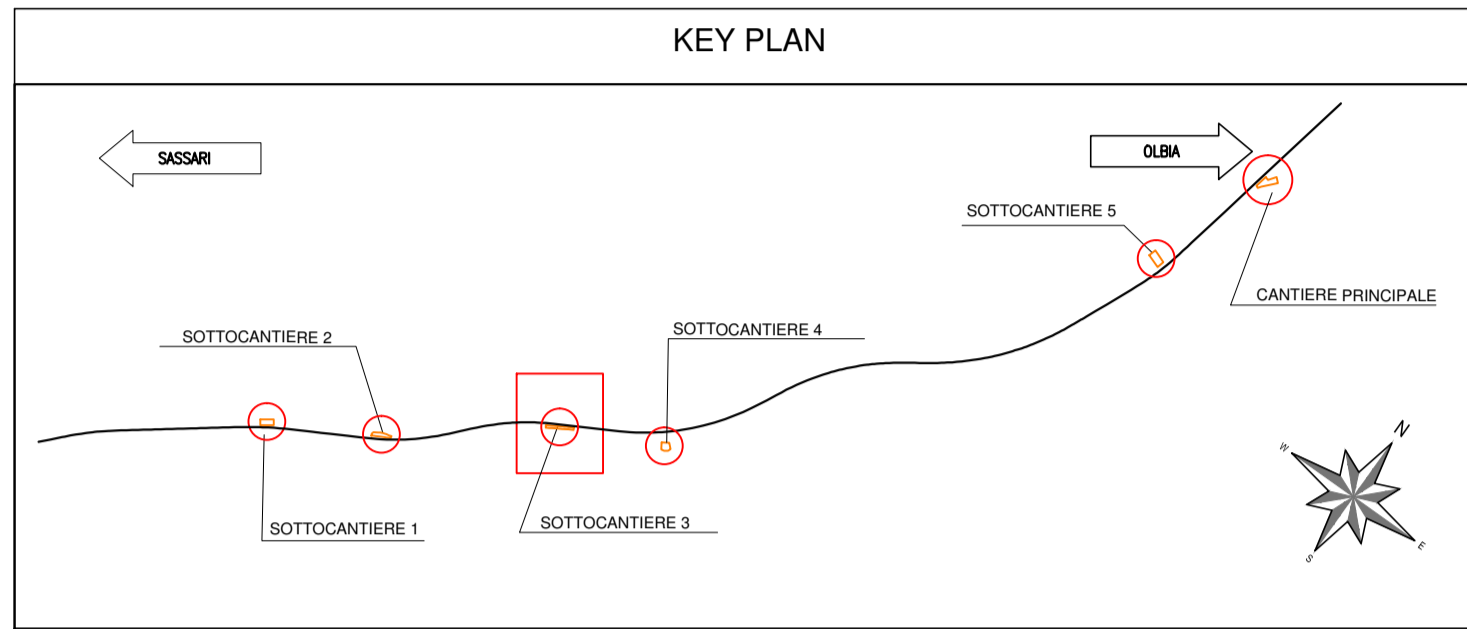 KEY PLAN
SASSARI
OLBIA
SOTTOCANTIERE 5
CANTIERE PRINCIPALE
SOTTOCANTIERE 2
SOTTOCANTIERE 4
SOTTOCANTIERE 1
SOTTOCANTIERE 3
N
W
E
S